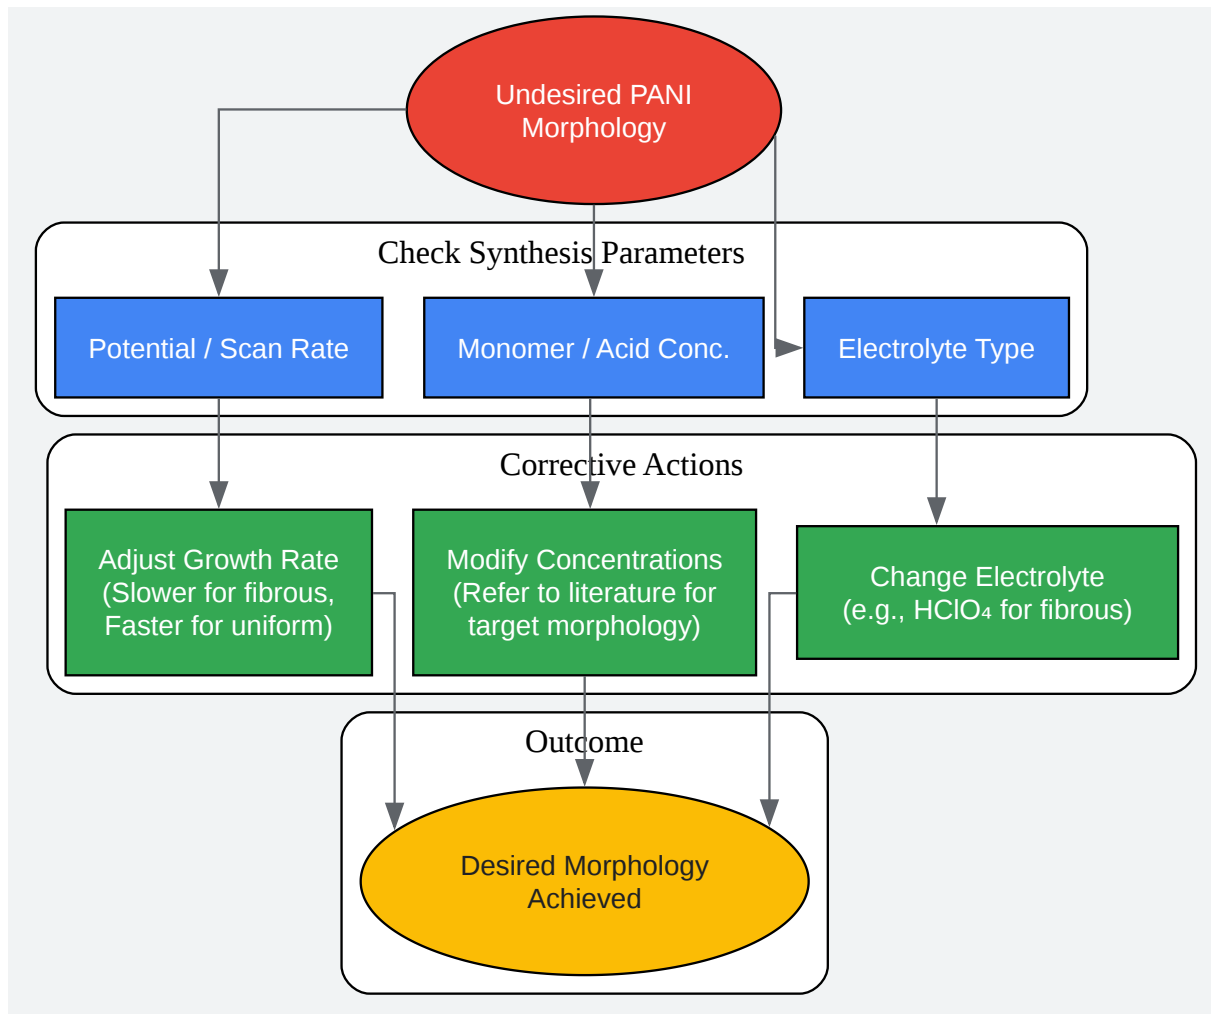 Undesired PANI
Morphology
Check Synthesis Parameters
Potential / Scan Rate
Monomer / Acid Conc.
Electrolyte Type
Corrective Actions
Adjust Growth Rate
(Slower for fibrous,
Faster for uniform)
Modify Concentrations
(Refer to literature for
target morphology)
Change Electrolyte
(e.g., HClO₄ for fibrous)
Outcome
Desired Morphology
Achieved